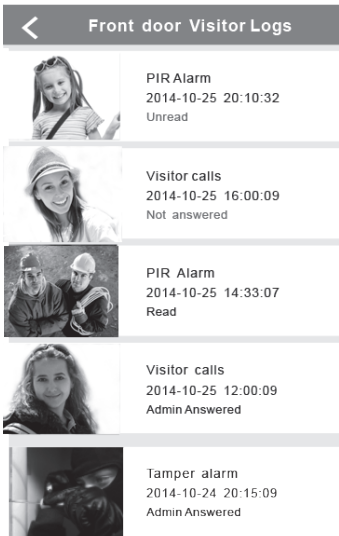 Front door Visitor Logs
PIR Alarm
2014-10-25 20:10:32
Unread
Visitor calls
2014-10-25 16:00:09
Not answered
PIR Alarm
2014-10-25 14:33:07
Read
Visitor calls
2014-10-25 12:00:09
Admin Answered
Tamper alarm
2014-10-24 20:15:09
Admin Answered